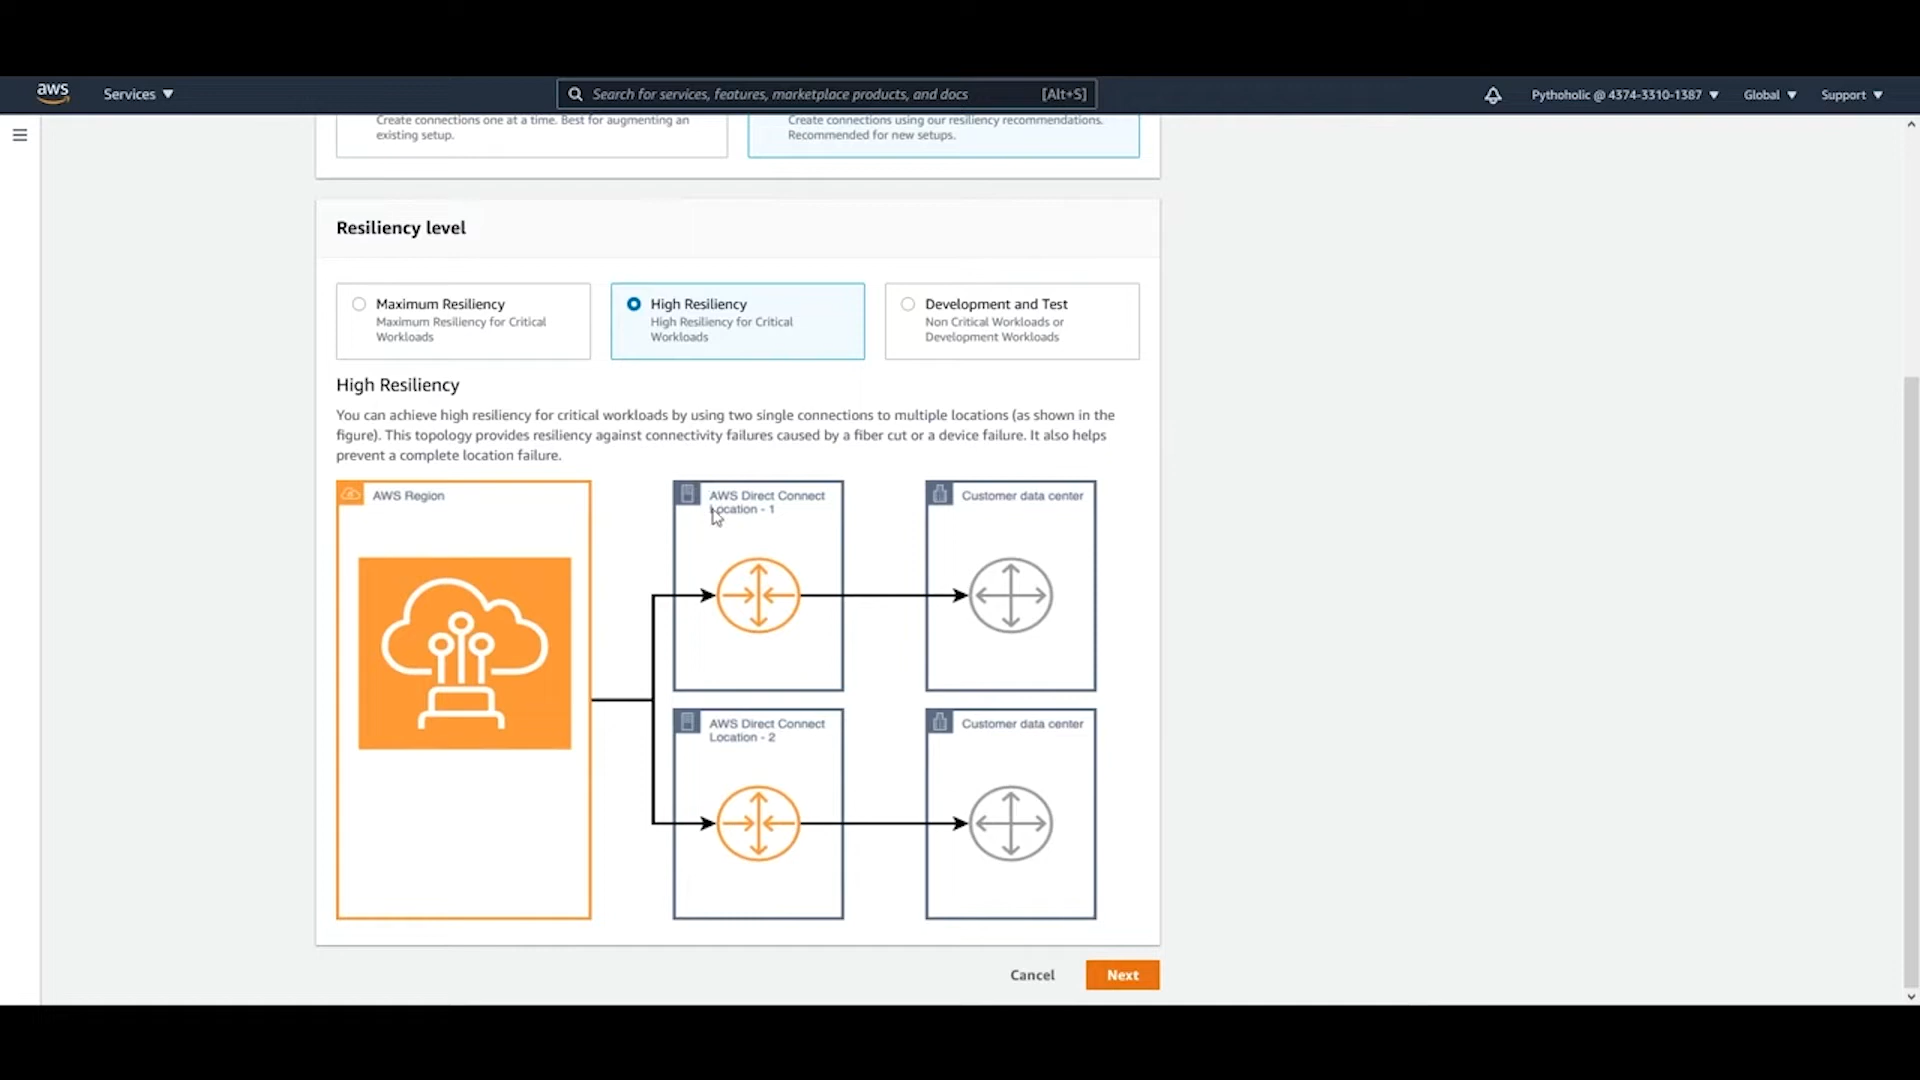 aws
Services ▼
Search for services, features, marketplace products, and docs
[Alt+S]
Pythoholic @ 4374-3310-1387 ▼
Global ▼
Support ▼
Create connections one at a time. Best for augmenting an
existing setup.
Create connections using our resiliency recommendations.
Recommended for new setups.
Resiliency level
Maximum Resiliency
Maximum Resiliency for Critical
Workloads
High Resiliency
High Resiliency for Critical
Workloads
Development and Test
Non Critical Workloads or
Development Workloads
High Resiliency
You can achieve high resiliency for critical workloads by using two single connections to multiple locations (as shown in the
figure). This topology provides resiliency against connectivity failures caused by a fiber cut or a device failure. It also helps
prevent a complete location failure.
AWS Region
AWS Direct Connect
Location - 1
Customer data center
AWS Direct Connect
Location - 2
Customer data center
Cancel
Next